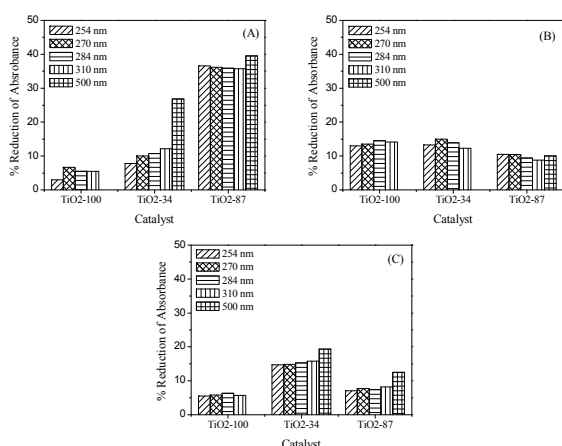 (A)
254 nm
270 nm
284 nm
310 nm
500 nm
50
40
30
20
10
0
% Reduction of Absrobance
TiO2-100 TiO2-34 TiO2-87
Catalyst
(B)
254 nm
270 nm
284 nm
310 nm
500 nm
50
40
30
20
10
0
% Reduction of Absorbance
TiO2-100 TiO2-34 TiO2-87
Catalyst
(C)
254 nm
270 nm
284 nm
310 nm
500 nm
50
40
30
20
10
0
% Reduction of Absorbance
TiO2-100 TiO2-34 TiO2-87
Catalyst